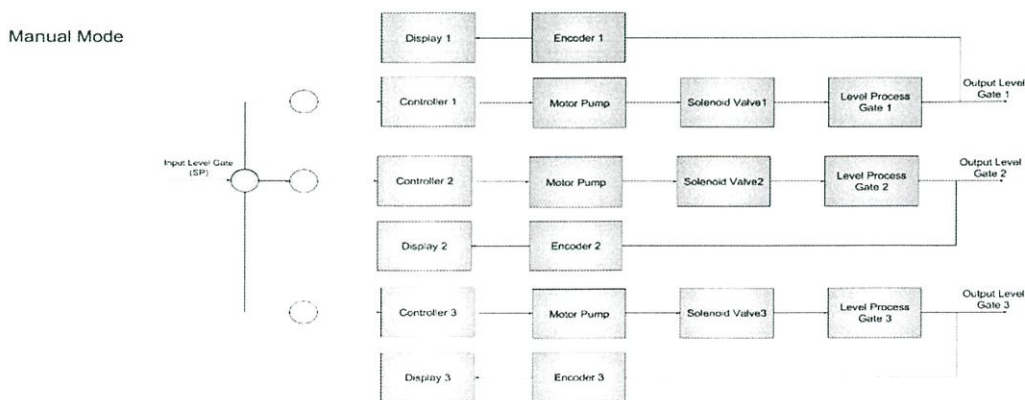 Manual Mode
Display 1
Encoder 1
Controller 1
Motor Pump
Solenoid Valve1
Level Process
Gate 1
Output Level
Gate 1
Input Level Gate
(SP)
Controller 2
Motor Pump
Solenoid Valve2
Level Process
Gate 2
Output Level
Gate 2
Display 2
Encoder 2
Controller 3
Motor Pump
Solenoid Valve3
Level Process
Gate 3
Output Level
Gate 3
Display 3
Encoder 3